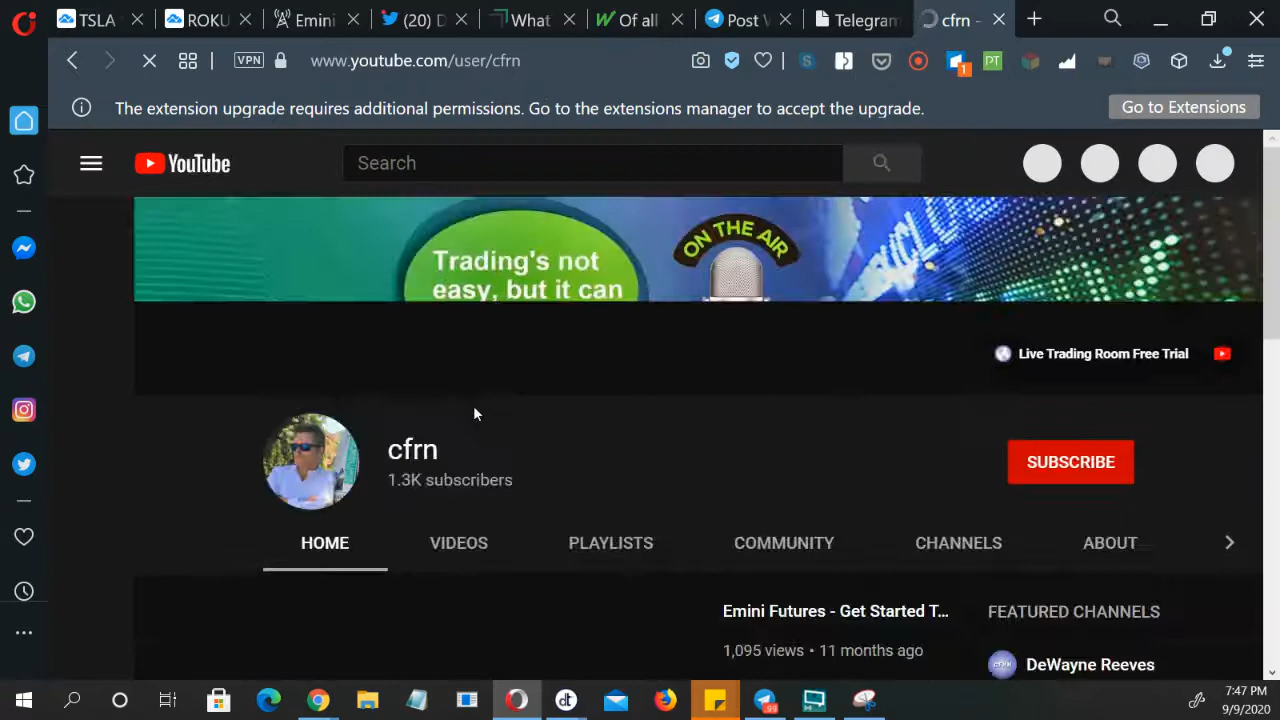 TSLA
ROKU
Emini
(20) D
What
Of all
Post V
Telegram
cfrn -
VPN
www.youtube.com/user/cfrn
1
PT
The extension upgrade requires additional permissions. Go to the extensions manager to accept the upgrade.
Go to Extensions
YouTube
Search
Trading's not
easy, but it can
ON THE AIR
Live Trading Room Free Trial
cfrn
1.3K subscribers
SUBSCRIBE
HOME
VIDEOS
PLAYLISTS
COMMUNITY
CHANNELS
ABOUT
Emini Futures - Get Started T...
1,095 views • 11 months ago
FEATURED CHANNELS
DeWayne Reeves
dt
99
7:47 PM
9/9/2020